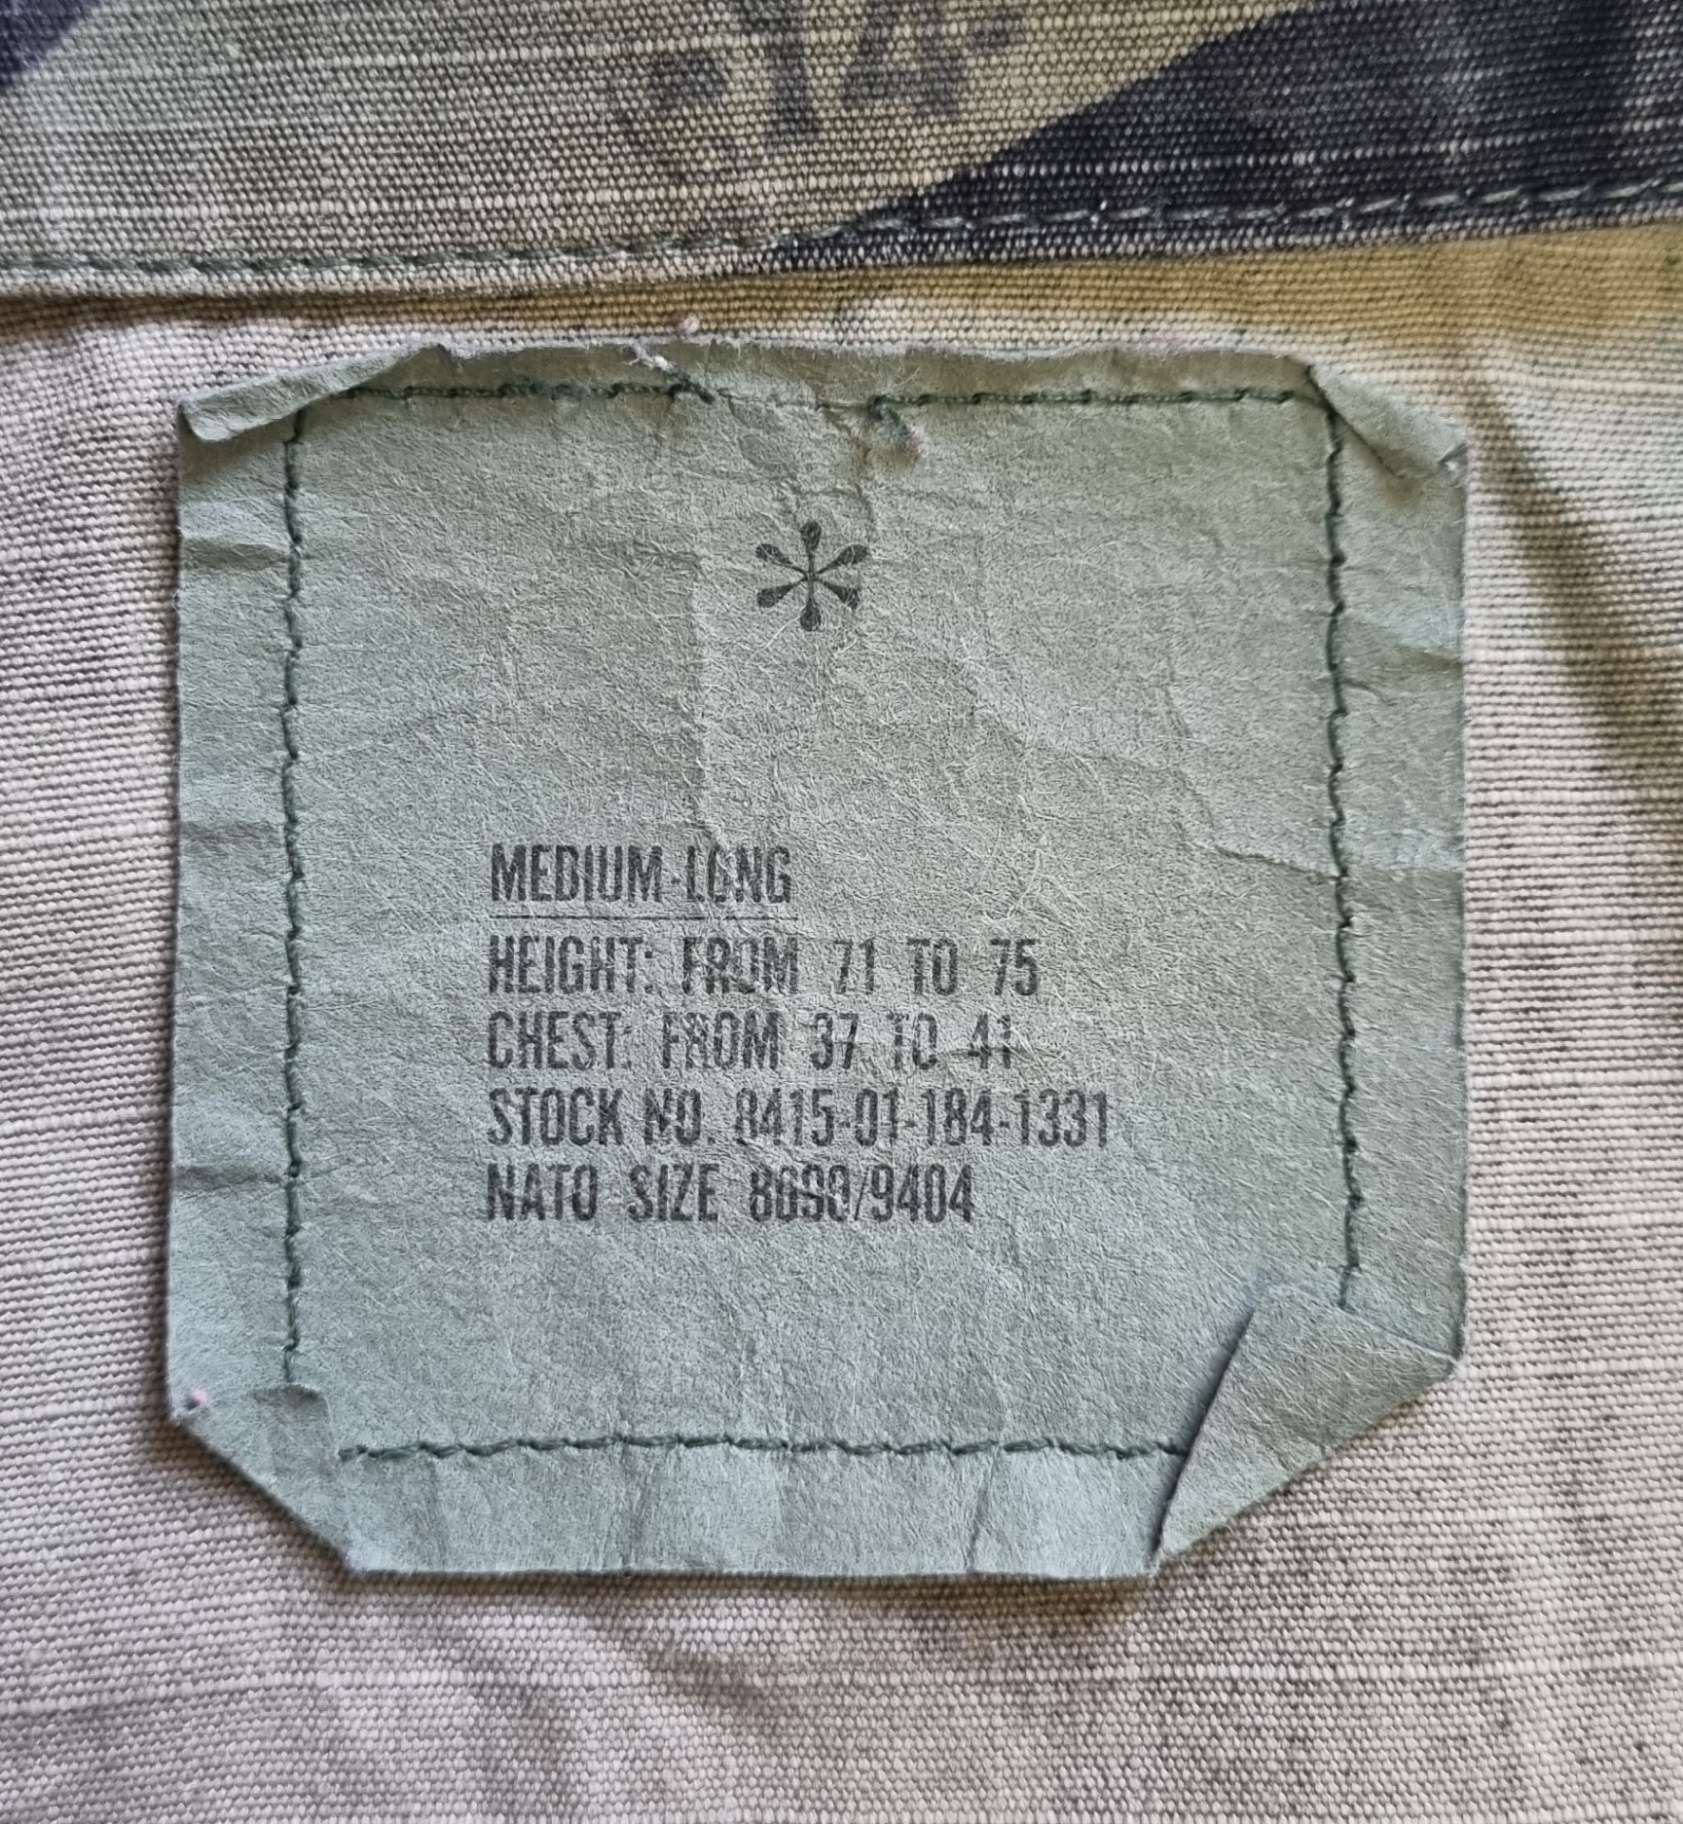 -14-
*
MEDIUM-LONG
HEIGHT: FROM 71 TO 75
CHEST: FROM 37 TO 41
STOCK NO. 8415-01-184-1331
NATO SIZE 8090/9404